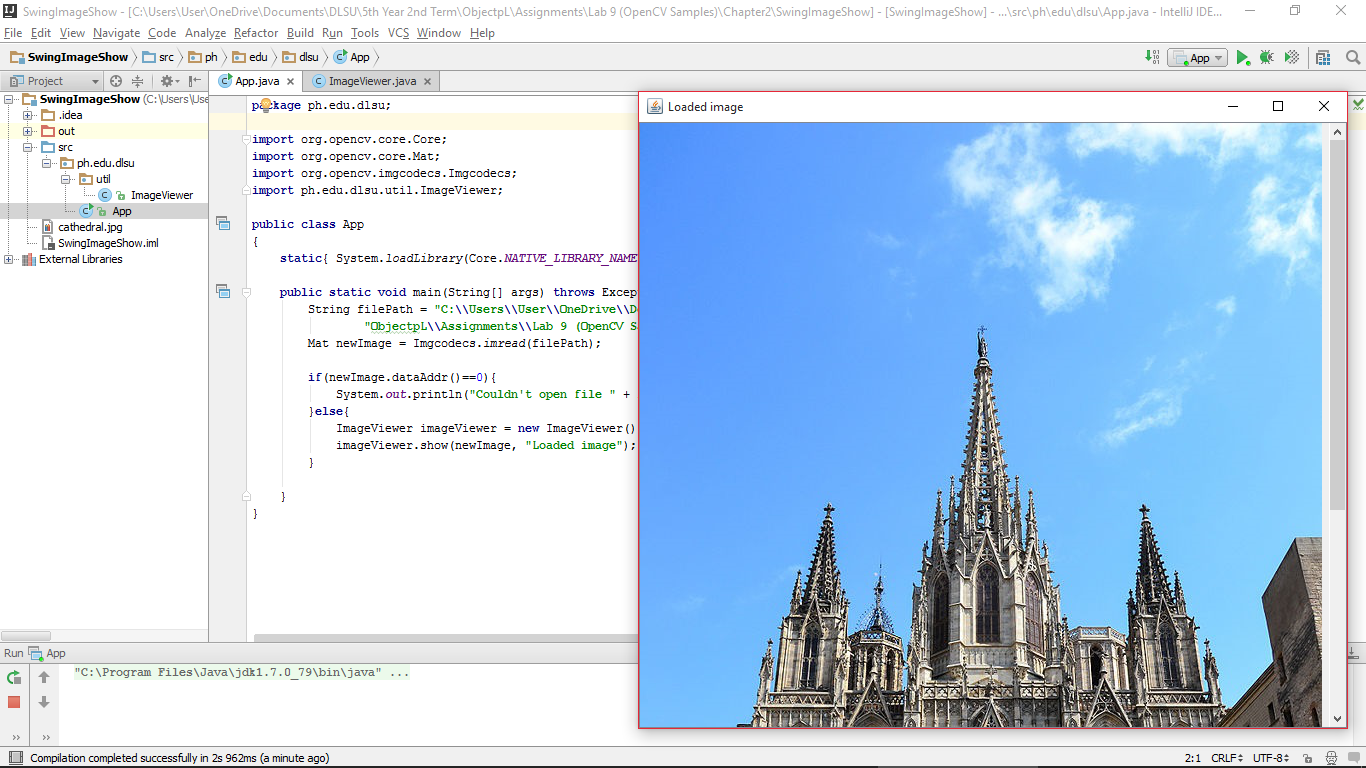 SwingImageShow - [C:\Users\User\OneDrive\Documents\DLSU\5th Year 2nd Term\ObjectpL\Assignments\Lab 9 (OpenCV Samples)\Chapter2\SwingImageShow] - [SwingImageShow] - ...\src\ph\edu\dlsu\App.java - IntelliJ IDE...
File Edit View Navigate Code Analyze Refactor Build Run Tools VCS Window Help
SwingImageShow src ph edu dlsu App App
Project App.java ImageViewer.java
SwingImageShow (C:\Users\Use
.idea
out
src
ph.edu.dlsu
util
ImageViewer
App
cathedral.jpg
SwingImageShow.iml
External Libraries
package ph.edu.dlsu;
import org.opencv.core.Core;
import org.opencv.core.Mat;
import org.opencv.imgcodecs.Imgcodecs;
import ph.edu.dlsu.util.ImageViewer;
public class App
{
static{ System.loadLibrary(Core.NATIVE_LIBRARY_NAME
public static void main(String[] args) throws Excep
String filePath = "C:\\Users\\User\\OneDrive\\D
"ObjectpL\\Assignments\\Lab 9 (OpenCV S
Mat newImage = Imgcodecs.imread(filePath);
if(newImage.dataAddr()==0){
System.out.println("Couldn't open file " +
}else{
ImageViewer imageViewer = new ImageViewer()
imageViewer.show(newImage, "Loaded image");
}
}
}
Loaded image
Run App
"C:\Program Files\Java\jdk1.7.0_79\bin\java" ...
Compilation completed successfully in 2s 962ms (a minute ago) 2:1 CRLF UTF-8